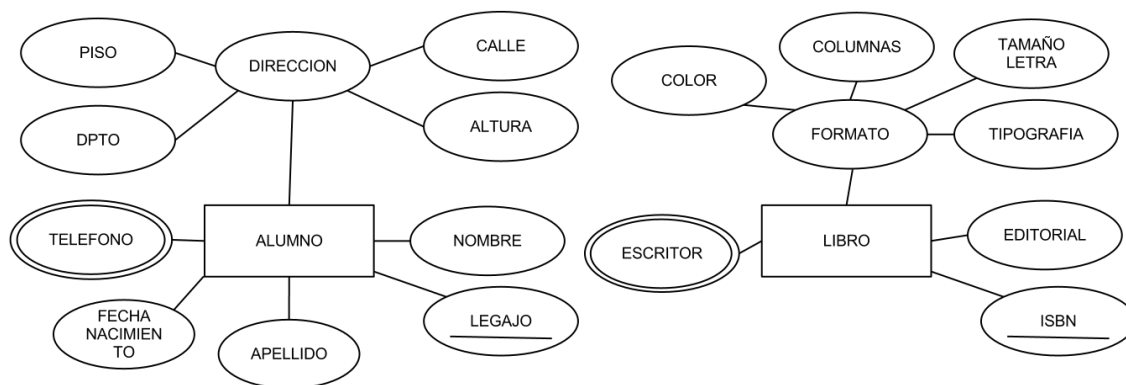 PISO
DIRECCION
CALLE
DPTO
ALTURA
TELEFONO
ALUMNO
NOMBRE
FECHA
NACIMIEN
TO
APELLIDO
LEGAJO
COLUMNAS
TAMAÑO
LETRA
COLOR
FORMATO
TIPOGRAFIA
ESCRITOR
LIBRO
EDITORIAL
ISBN